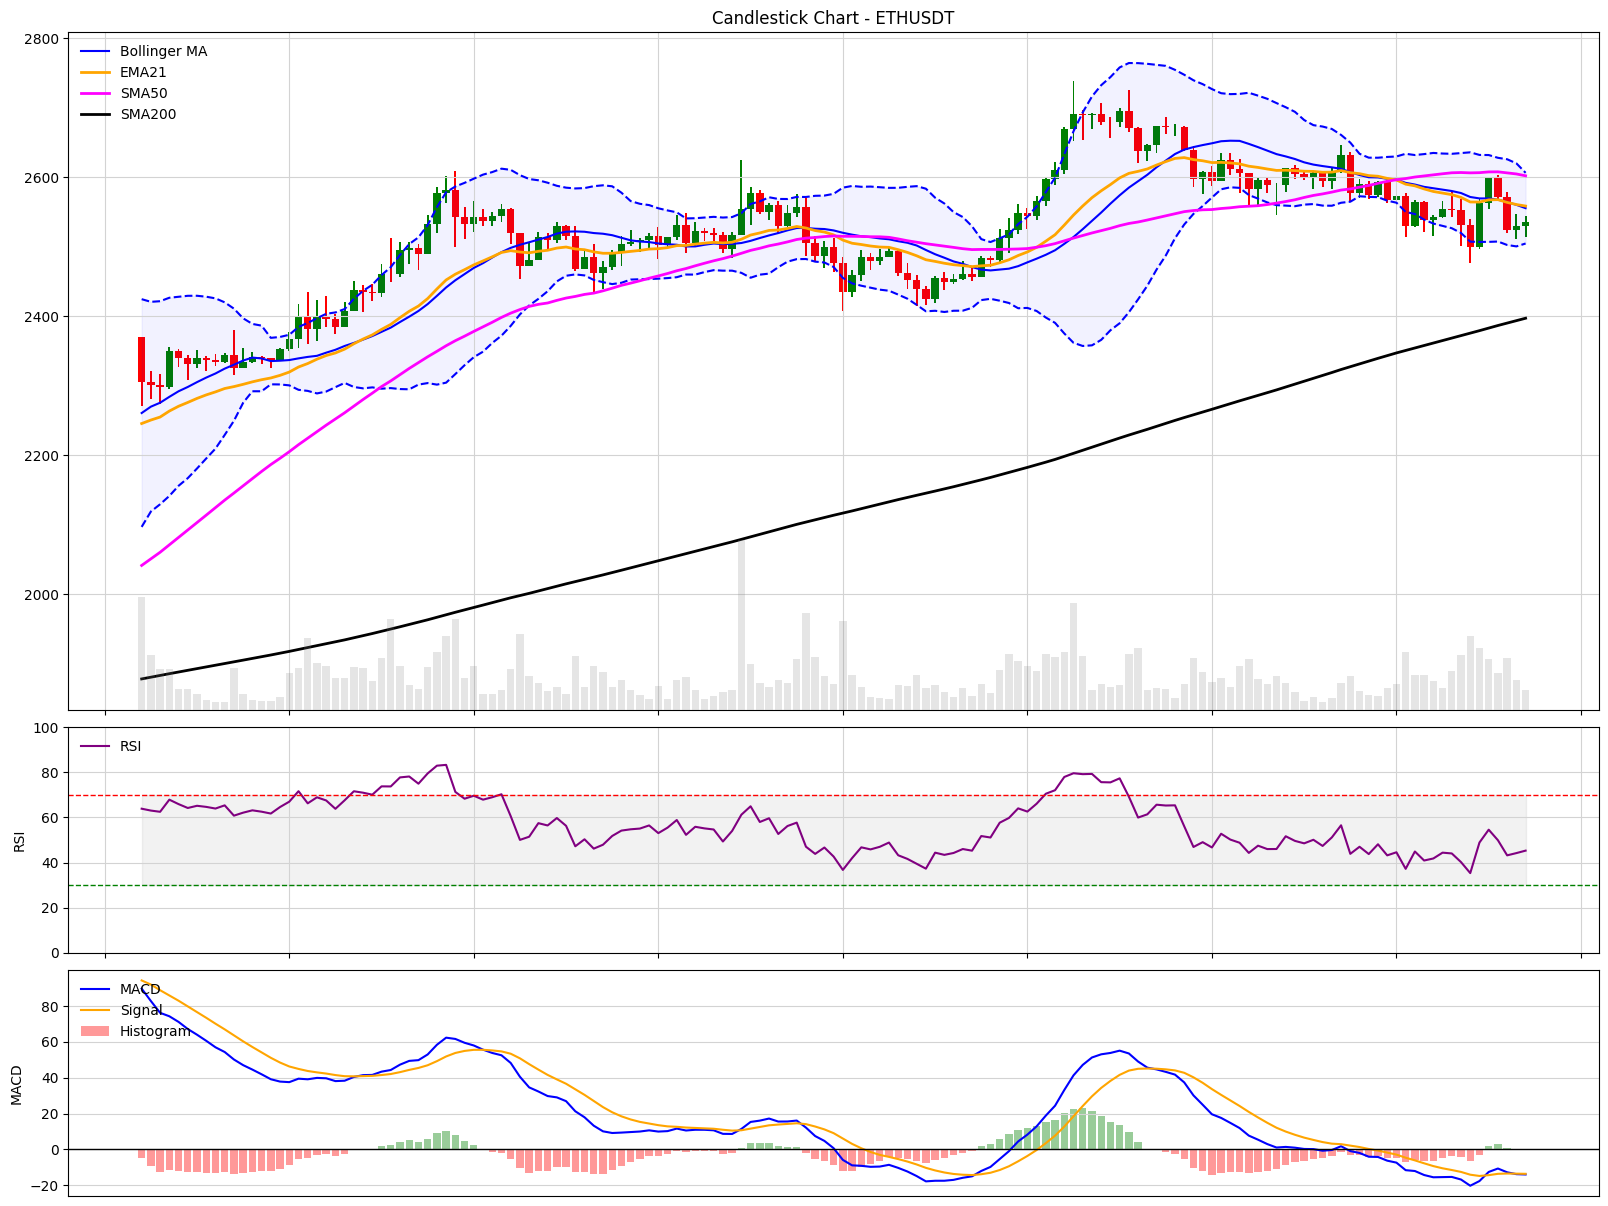 Candlestick Chart - ETHUSDT
Bollinger MA
EMA21
SMA50
SMA200
2800
2600
2400
2200
2000
RSI
RSI
100
80
60
40
20
0
MACD
Signal
Histogram
MACD
80
60
40
20
0
−20